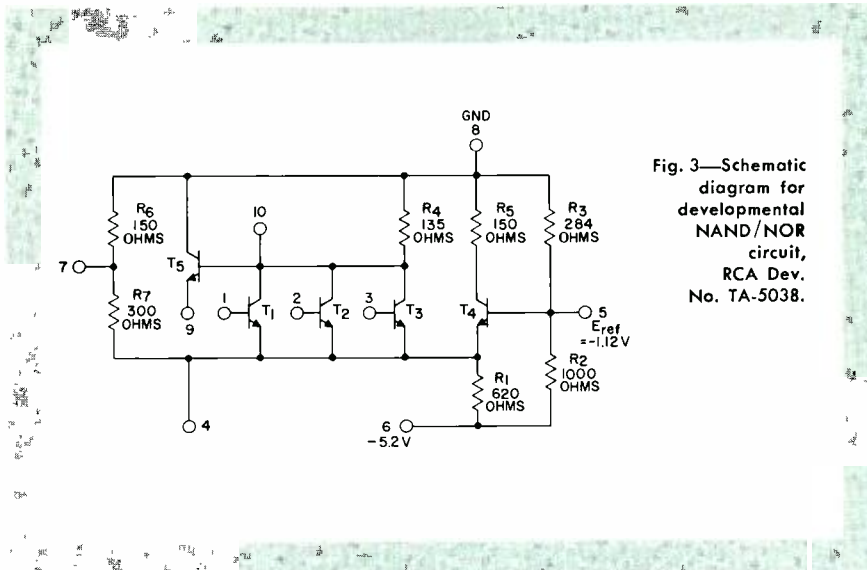 GND
8
R6
150
OHMS
10
R4
135
OHMS
R5
150
OHMS
R3
284
OHMS
7
T5
R7
300
OHMS
9
1
T1
2
T2
3
T3
T4
5
Eref
=-1.12V
R2
1000
OHMS
R1
620
OHMS
4
6
-5.2V
Fig. 3—Schematic
diagram for
developmental
NAND/NOR
circuit,
RCA Dev.
No. TA-5038.